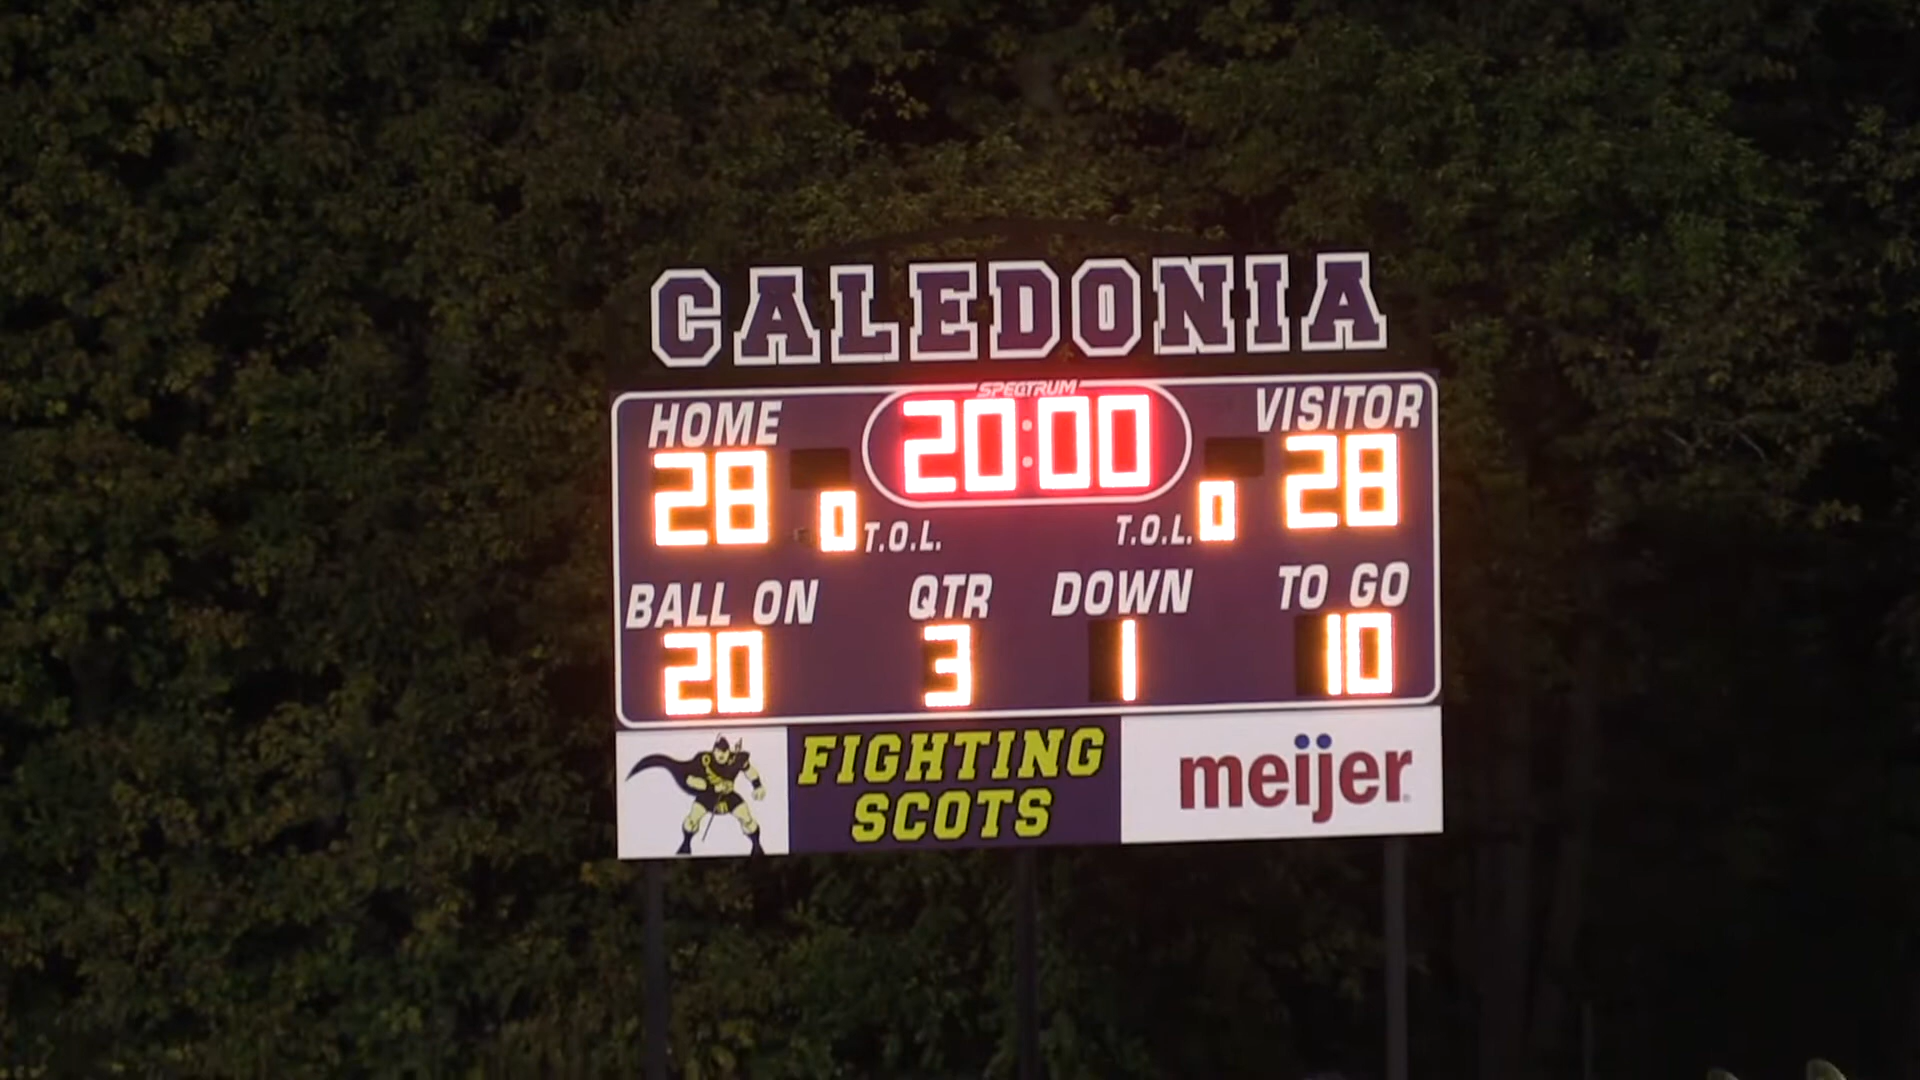 CALEDONIA
SPECTRUM
HOME 20:00 VISITOR
28 0 T.O.L. T.O.L. 0 28
BALL ON QTR DOWN TO GO
20 3 1 10
FIGHTING
SCOTS
meijer